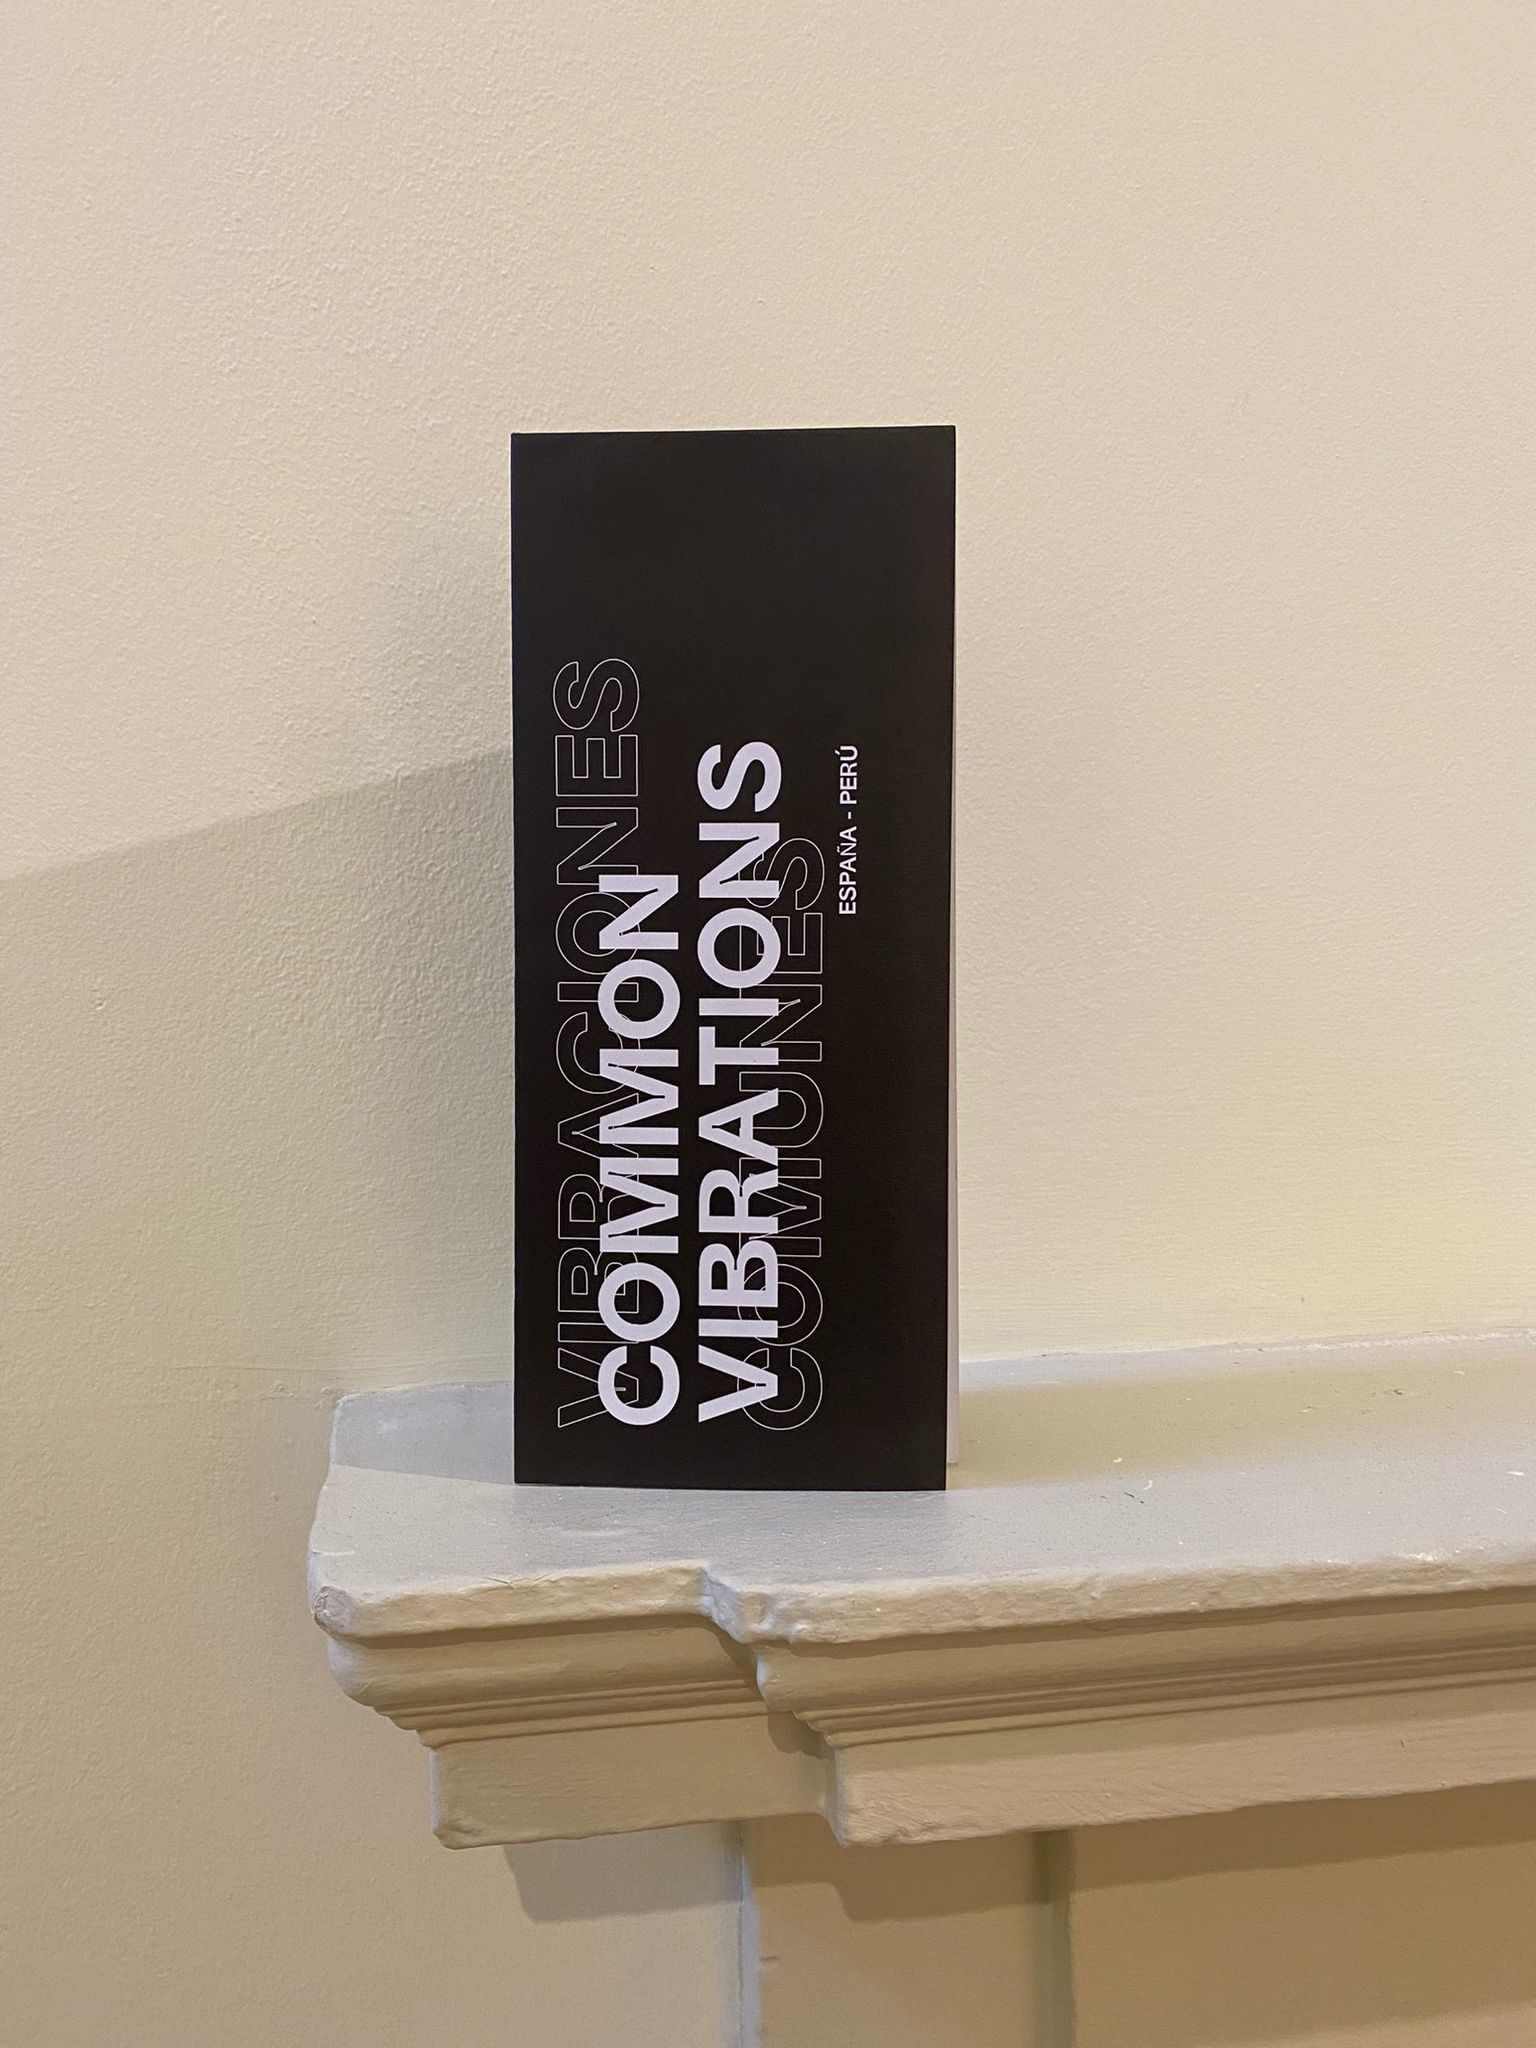 VIBRACIONES
COMMON
VIBRATIONS
COMUNES
ESPAÑA - PERÚ